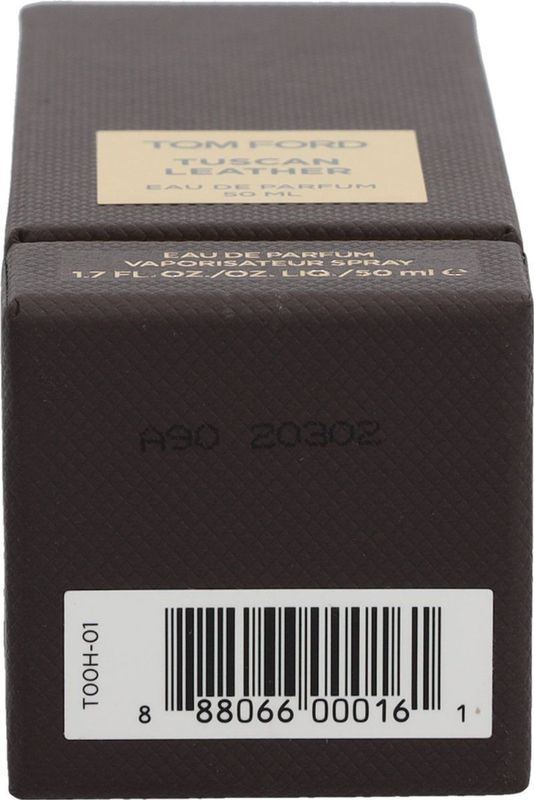 TOM FORD
TUSCAN
LEATHER
EAU DE PARFUM
50 ML
EAU DE PARFUM
VAPORISATEUR SPRAY
1.7 FL. OZ./OZ. LIQ./50 ml ℮
A90 20302
T00H-01
8 88066 00016 1